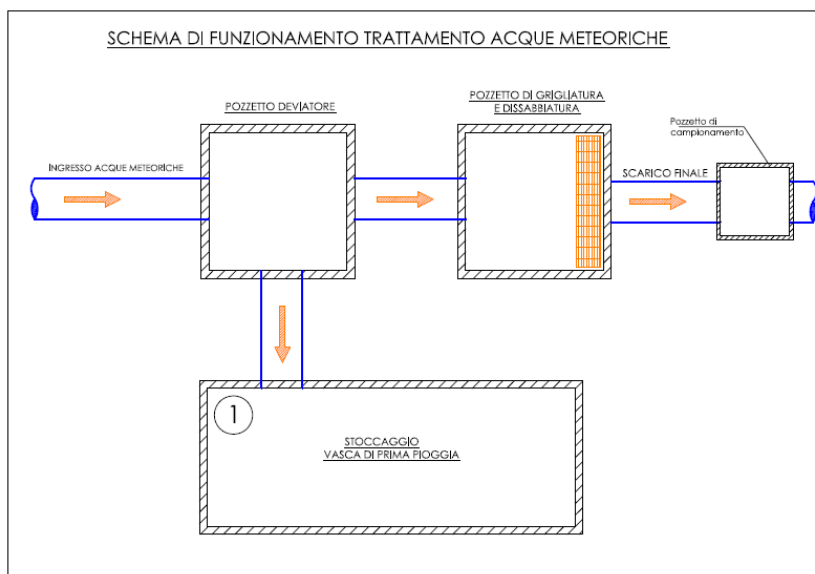 SCHEMA DI FUNZIONAMENTO TRATTAMENTO ACQUE METEORICHE
POZZETTO DEVIATORE
POZZETTO DI GRIGLIATURA
E DISSABBIATURA
Pozzetto di
campionamento
INGRESSO ACQUE METEORICHE
SCARICO FINALE
1
STOCCAGGIO
VASCA DI PRIMA PIOGGIA